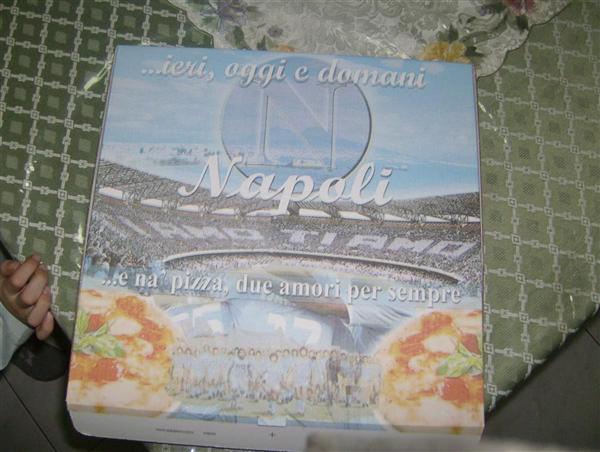 ...ieri, oggi e domani
N
Napoli
TI AMO TI AMO
...e na' pizza, due amori per sempre